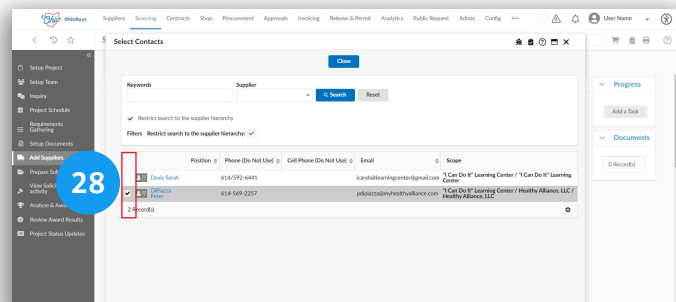 Ohio OhioBuys Suppliers Sourcing Contracts Shop Procurement Approvals Invoicing Release & Permit Analytics Public Request Admin Config ... User Name
Select Contacts
Close
Setup Project
Setup Team
Inquiry
Project Schedule
Requirements
Gathering
Setup Documents
Add Suppliers
Prepare
View
activity
Analyze &
Review Award Results
Project Status Updates
28
Keywords Supplier
Search Reset
Restrict search to the supplier hierarchy
Filters Restrict search to the supplier hierarchy:
Position Phone (Do Not Use) Cell Phone (Do Not Use) Email Scope
Davis Sarah 614/592-6441 icandoitlearningcenter@gmail.com "I Can Do It" Learning Center / "I Can Do It" Learning
Center
DiPiazza
Peter 614-569-2257 pdipiazza@myhealthyalliance.com "I Can Do It" Learning Center / Healthy Alliance, LLC /
Healthy Alliance, LLC
2 Record(s)
Progress
Add a Task
Documents
0 Record(s)